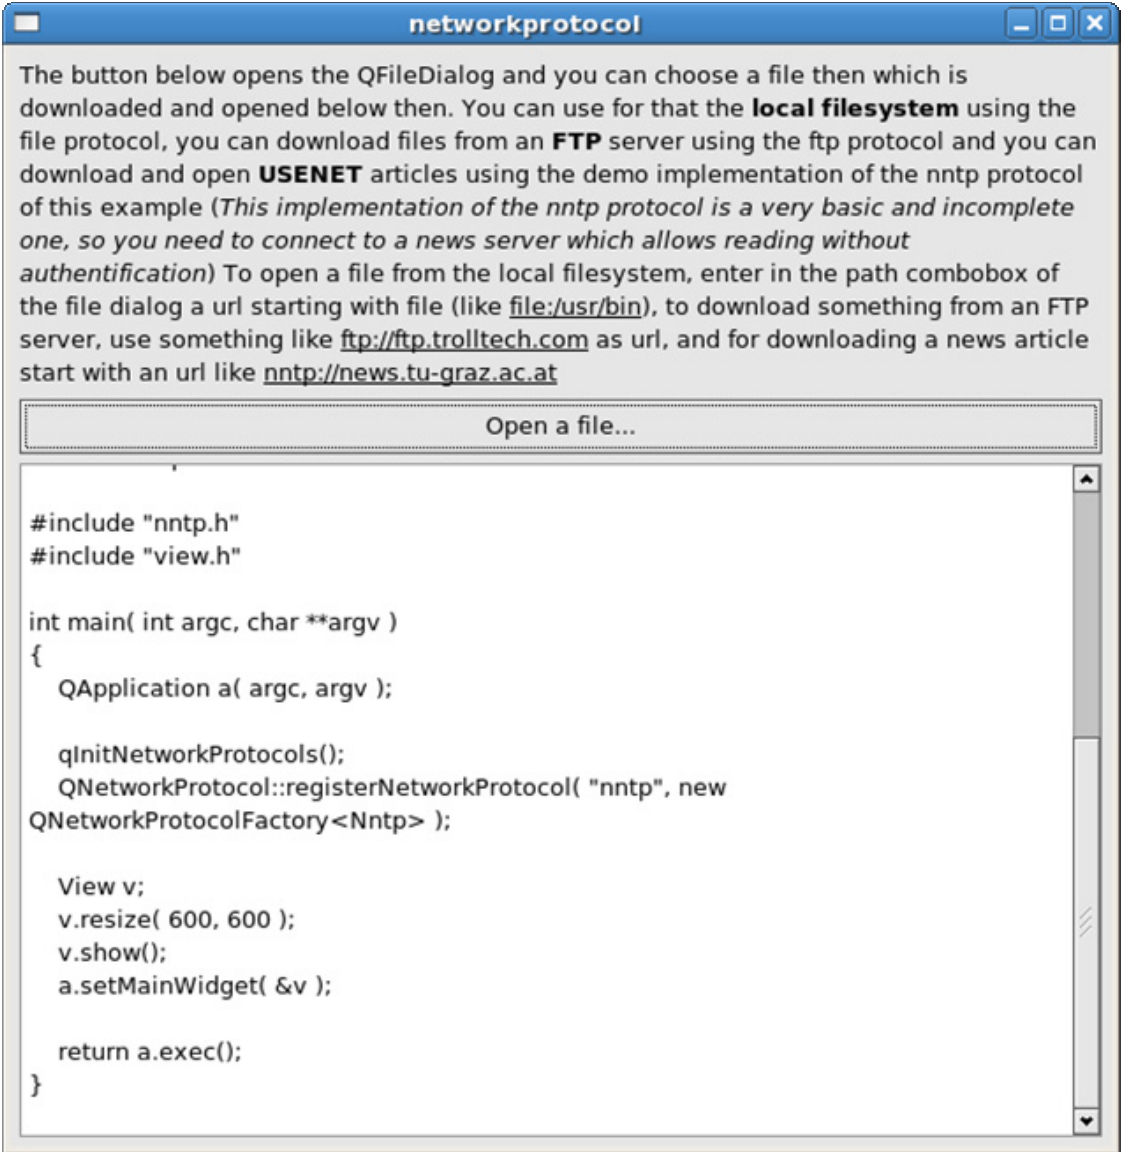 networkprotocol
The button below opens the QFileDialog and you can choose a file then which is
downloaded and opened below then. You can use for that the local filesystem using the
file protocol, you can download files from an FTP server using the ftp protocol and you can
download and open USENET articles using the demo implementation of the nntp protocol
of this example (This implementation of the nntp protocol is a very basic and incomplete
one, so you need to connect to a news server which allows reading without
authentification) To open a file from the local filesystem, enter in the path combobox of
the file dialog a url starting with file (like file:/usr/bin), to download something from an FTP
server, use something like ftp://ftp.trolltech.com as url, and for downloading a news article
start with an url like nntp://news.tu-graz.ac.at
Open a file...
#include "nntp.h"
#include "view.h"
int main( int argc, char **argv )
{
QApplication a( argc, argv );
qInitNetworkProtocols();
QNetworkProtocol::registerNetworkProtocol( "nntp", new
QNetworkProtocolFactory<Nntp> );
View v;
v.resize( 600, 600 );
v.show();
a.setMainWidget( &v );
return a.exec();
}